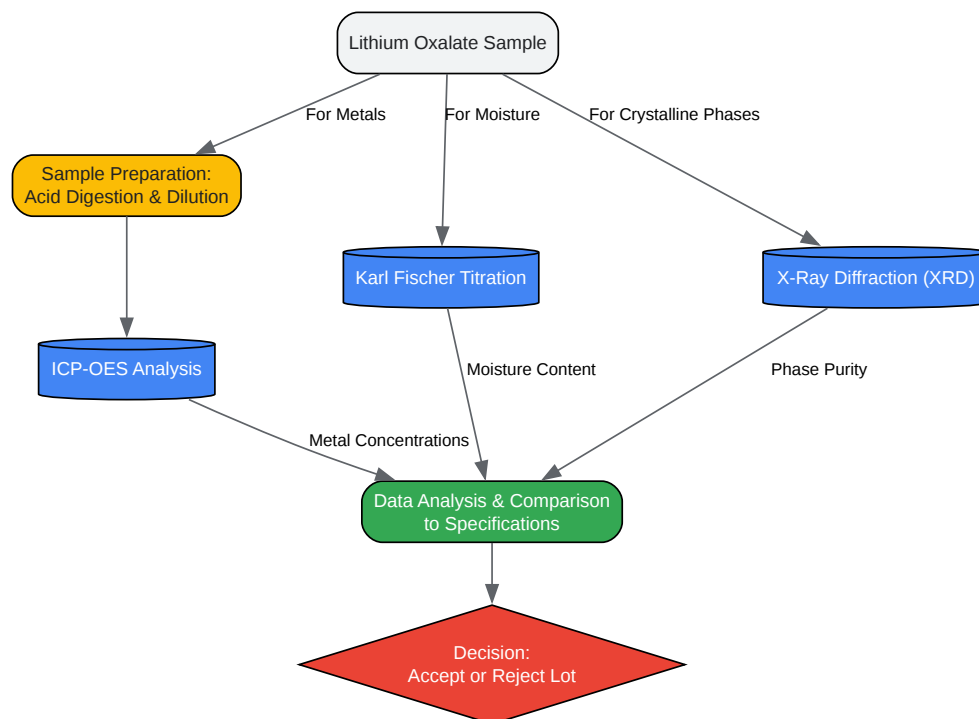 Lithium Oxalate Sample
For Metals
For Moisture
For Crystalline Phases
Sample Preparation:
Acid Digestion & Dilution
Karl Fischer Titration
X-Ray Diffraction (XRD)
ICP-OES Analysis
Moisture Content
Phase Purity
Metal Concentrations
Data Analysis & Comparison
to Specifications
Decision:
Accept or Reject Lot